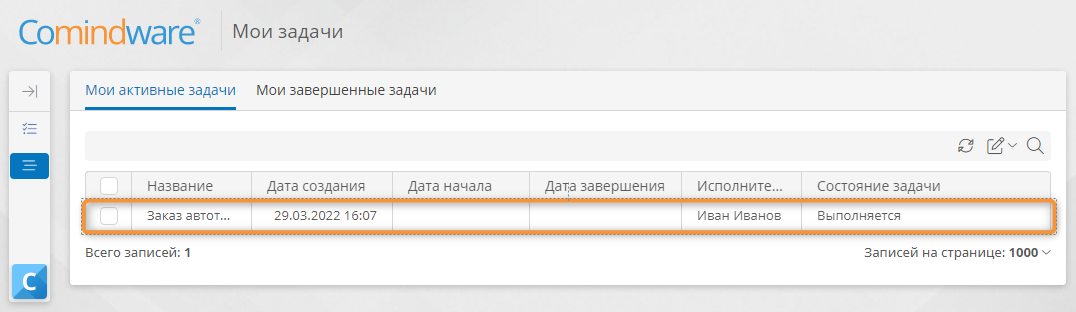 Comindware® Мои задачи
Мои активные задачи Мои завершенные задачи
Название Дата создания Дата начала Дата завершения Исполните... Состояние задачи
Заказ автот... 29.03.2022 16:07 Иван Иванов Выполняется
Всего записей: 1 Записей на странице: 1000
C